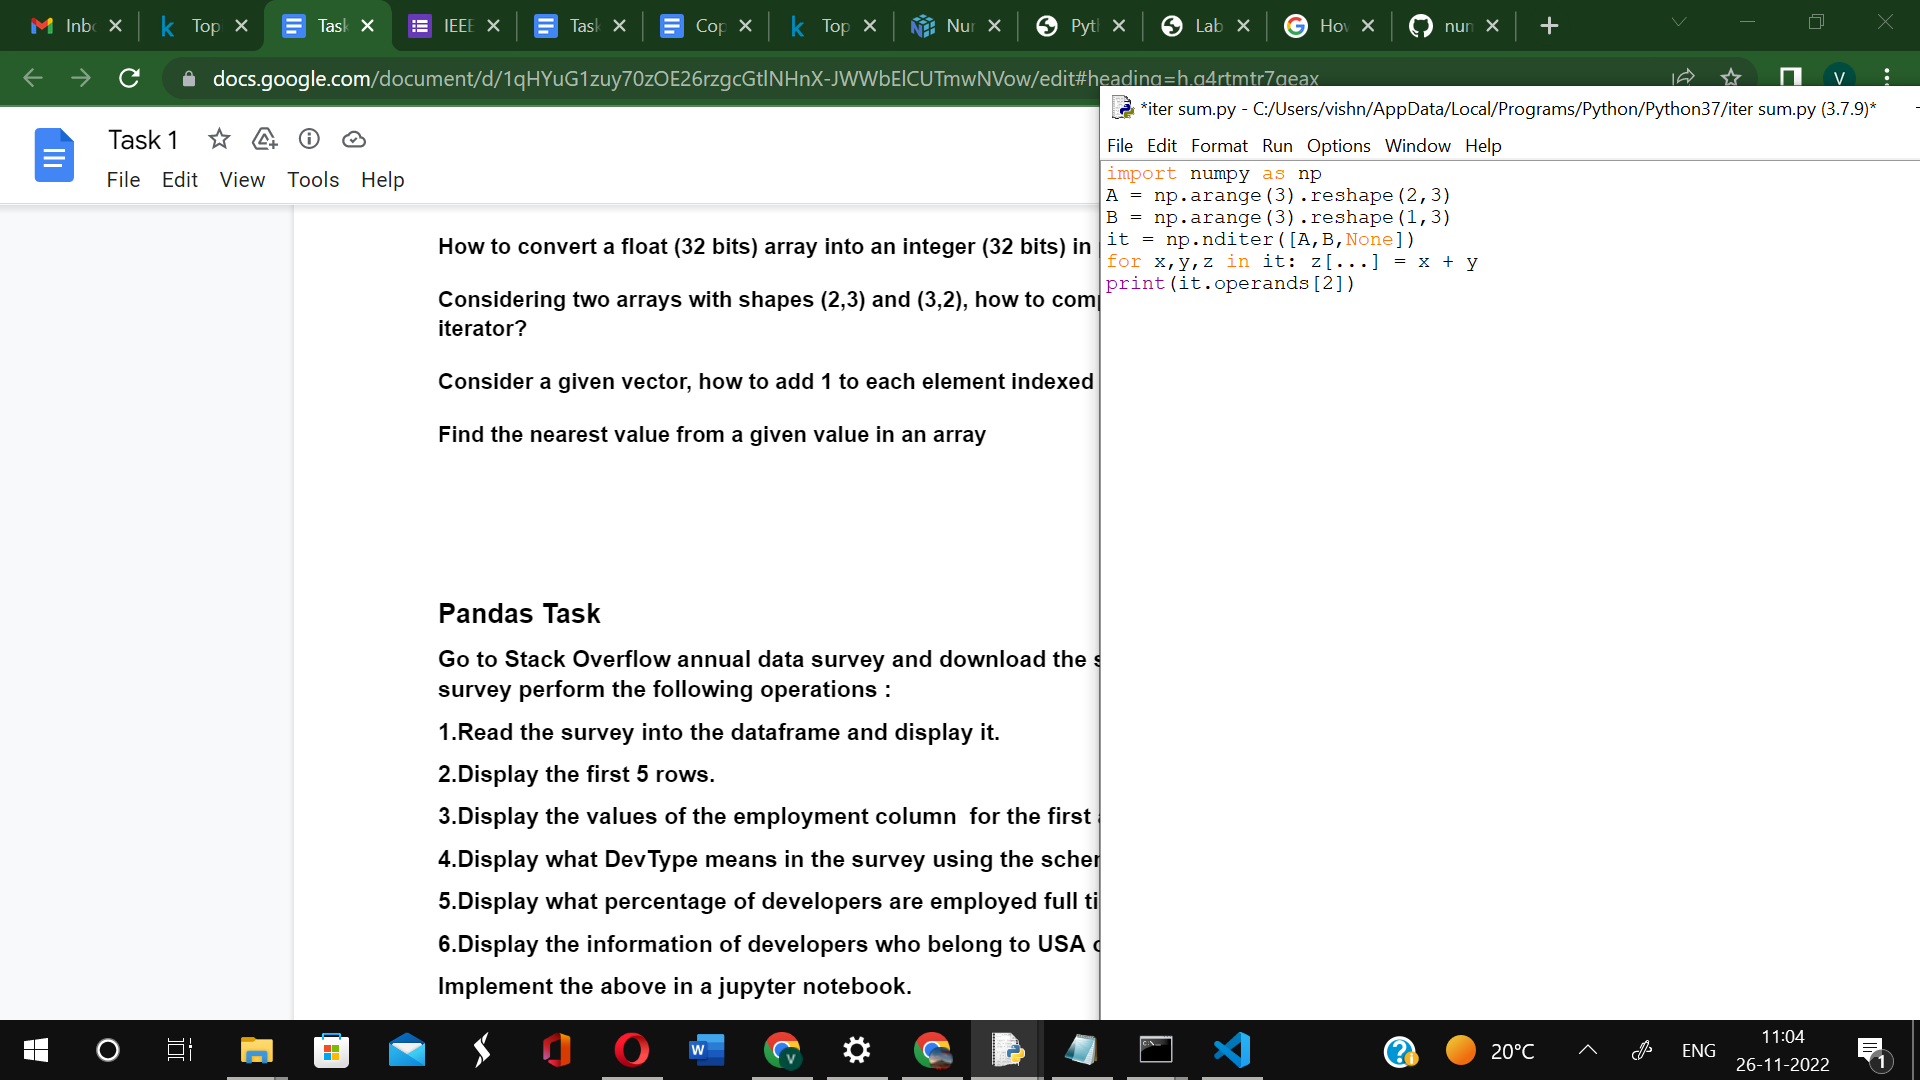 Inb
Top
Task
IEEE
Task
Cop
Top
Nur
Pytl
Lab
Hov
nun
docs.google.com/document/d/1qHYuG1zuy70zOE26rzgcGtlNHnX-JWWbElCUTmwNVow/edit#heading=h.q4rtmtr7qeax
V
Task 1
File Edit View Tools Help
How to convert a float (32 bits) array into an integer (32 bits) in
Considering two arrays with shapes (2,3) and (3,2), how to comp
iterator?
Consider a given vector, how to add 1 to each element indexed
Find the nearest value from a given value in an array
Pandas Task
Go to Stack Overflow annual data survey and download the s
survey perform the following operations :
1.Read the survey into the dataframe and display it.
2.Display the first 5 rows.
3.Display the values of the employment column  for the first
4.Display what DevType means in the survey using the scher
5.Display what percentage of developers are employed full ti
6.Display the information of developers who belong to USA
Implement the above in a jupyter notebook.
*iter sum.py - C:/Users/vishn/AppData/Local/Programs/Python/Python37/iter sum.py (3.7.9)*
File Edit Format Run Options Window Help
import numpy as np
A = np.arange(3).reshape(2,3)
B = np.arange(3).reshape(1,3)
it = np.nditer([A,B,None])
for x,y,z in it: z[...] = x + y
print(it.operands[2])
20°C
ENG
11:04
26-11-2022
1